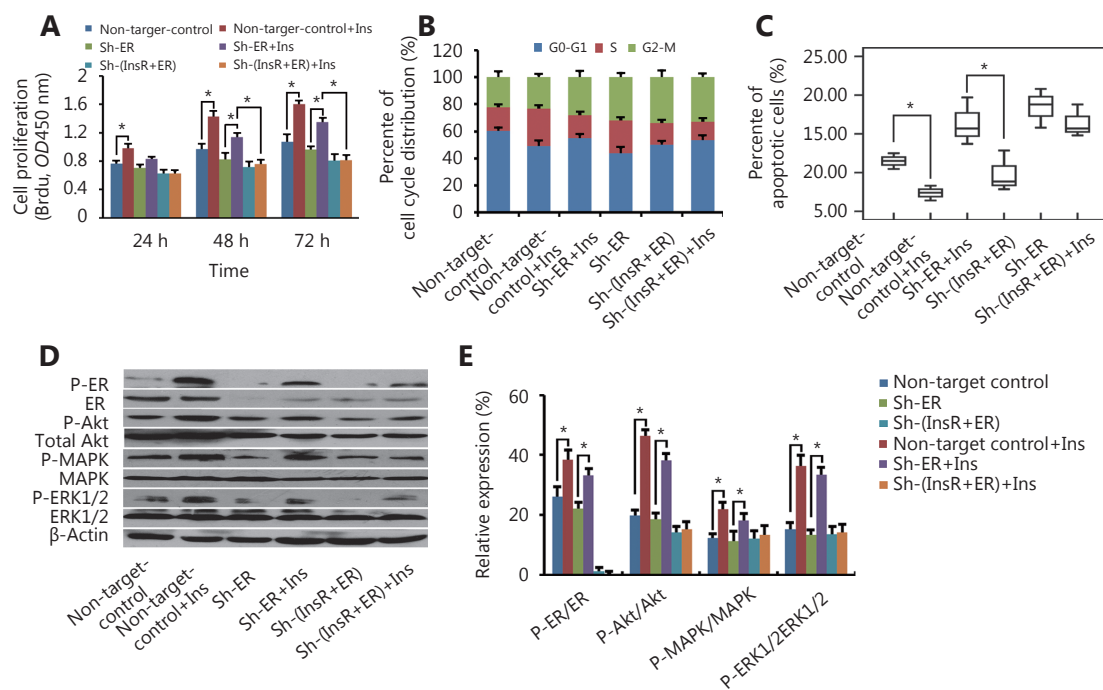 A
Non-targer-control
Non-targer-control+Ins
Sh-ER
Sh-ER+Ins
Sh-(InsR+ER)
Sh-(InsR+ER)+Ins
Cell proliferation
(Brdu, OD450 nm)
2.0
1.6
1.2
0.8
0.4
0
*
*
*
*
*
*
*
24 h
48 h
72 h
Time
B
G0-G1
S
G2-M
Percente of
cell cycle distribution (%)
120
100
80
60
40
20
0
Non-target-
control
Non-target-
control+Ins
Sh-ER+Ins
Sh-ER
Sh-(InsR+ER)
Sh-(InsR+ER)+Ins
C
Percente of
apoptotic cells (%)
25.00
20.00
15.00
20.00
5.00
*
*
Non-target-
control
Non-target-
control+Ins
Sh-ER+Ins
Sh-(InsR+ER)
Sh-ER
Sh-(InsR+ER)+Ins
D
P-ER
ER
P-Akt
Total Akt
P-MAPK
MAPK
P-ERK1/2
ERK1/2
β-Actin
Non-target-
control
Non-target-
control+Ins
Sh-ER
Sh-ER+Ins
Sh-(InsR+ER)
Sh-(InsR+ER)+Ins
E
Relative expression (%)
60
40
20
0
*
*
*
*
*
*
*
*
P-ER/ER
P-Akt/Akt
P-MAPK/MAPK
P-ERK1/2ERK1/2
Non-target control
Sh-ER
Sh-(InsR+ER)
Non-target control+Ins
Sh-ER+Ins
Sh-(InsR+ER)+Ins